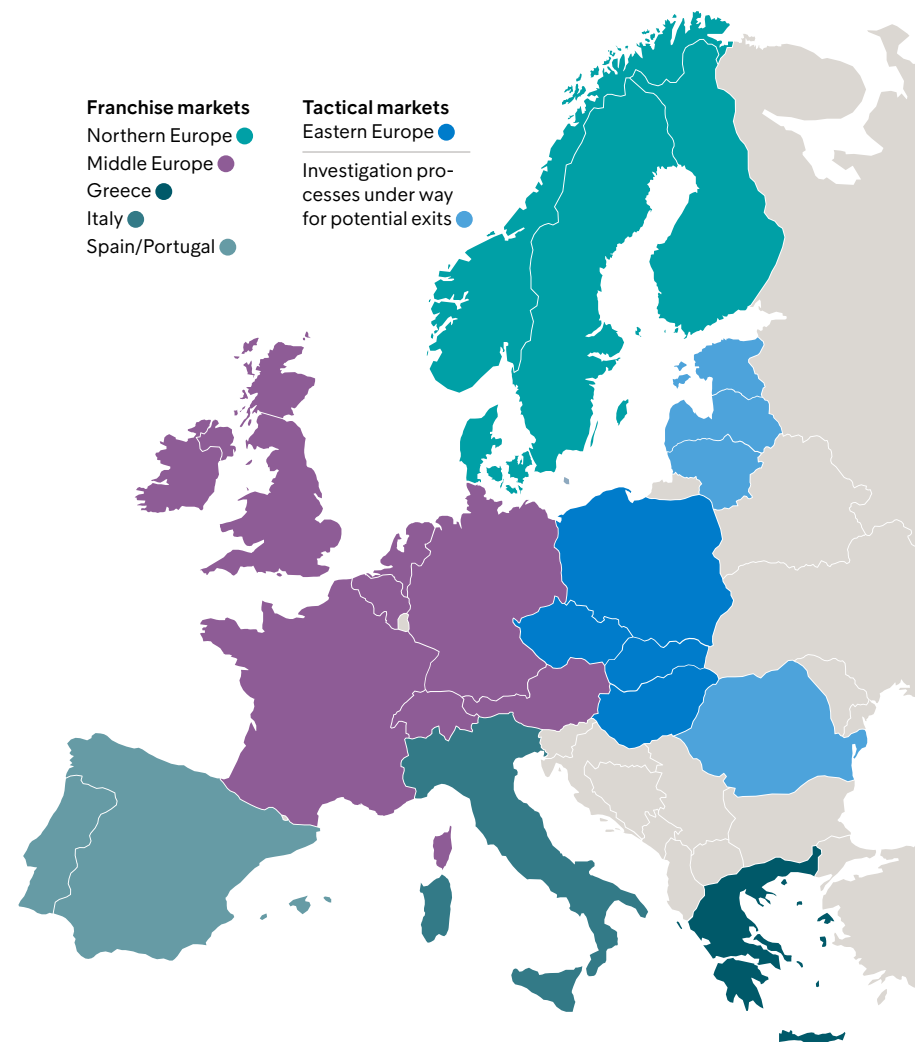 Franchise markets
Northern Europe
Middle Europe
Greece
Italy
Spain/Portugal
Tactical markets
Eastern Europe
Investigation pro-
cesses under way
for potential exits